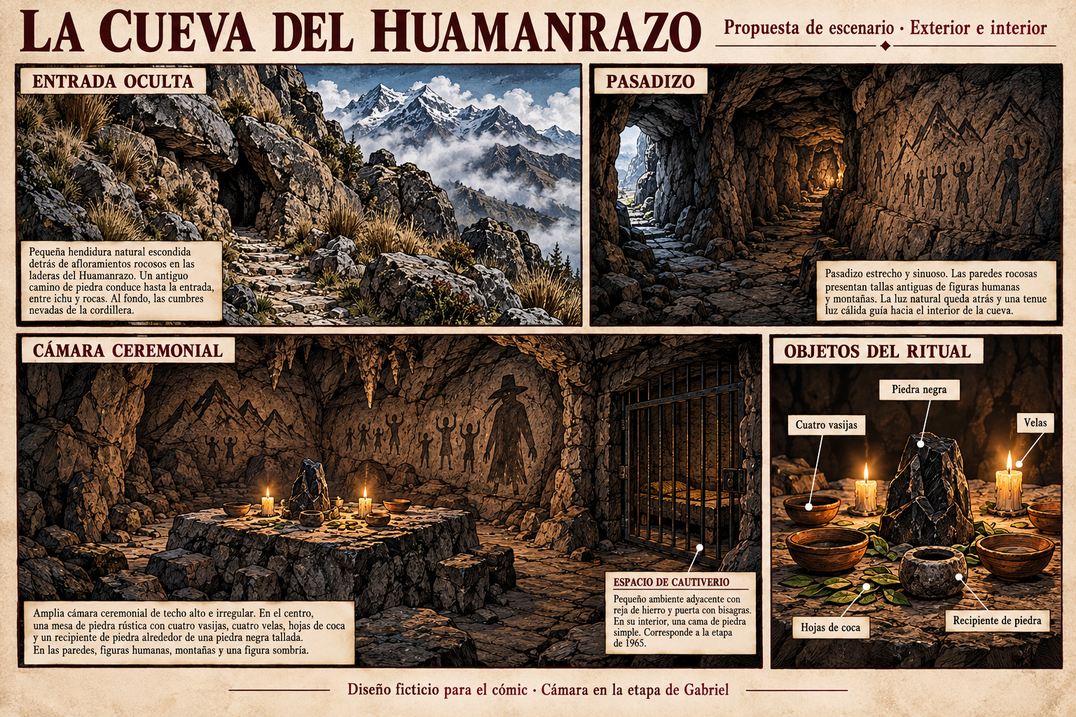 LA CUEVA DEL HUAMANRAZO
Propuesta de escenario · Exterior e interior
ENTRADA OCULTA
Pequeña hendidura natural escondida
detrás de afloramientos rocosos en las
laderas del Huamanrazo. Un antiguo
camino de piedra conduce hasta la entrada,
entre ichu y rocas. Al fondo, las cumbres
nevadas de la cordillera.
PASADIZO
Pasadizo estrecho y sinuoso. Las paredes rocosas
presentan tallas antiguas de figuras humanas
y montañas. La luz natural queda atrás y una tenue
luz cálida guía hacia el interior de la cueva.
CÁMARA CEREMONIAL
Amplia cámara ceremonial de techo alto e irregular. En el centro,
una mesa de piedra rústica con cuatro vasijas, cuatro velas, hojas de coca
y un recipiente de piedra alrededor de una piedra negra tallada.
En las paredes, figuras humanas, montañas y una figura sombría.
ESPACIO DE CAUTIVERIO
Pequeño ambiente adyacente con
reja de hierro y puerta con bisagras.
En su interior, una cama de piedra
simple. Corresponde a la etapa
de 1965.
OBJETOS DEL RITUAL
Piedra negra
Cuatro vasijas
Velas
Hojas de coca
Recipiente de piedra
Diseño ficticio para el cómic · Cámara en la etapa de Gabriel